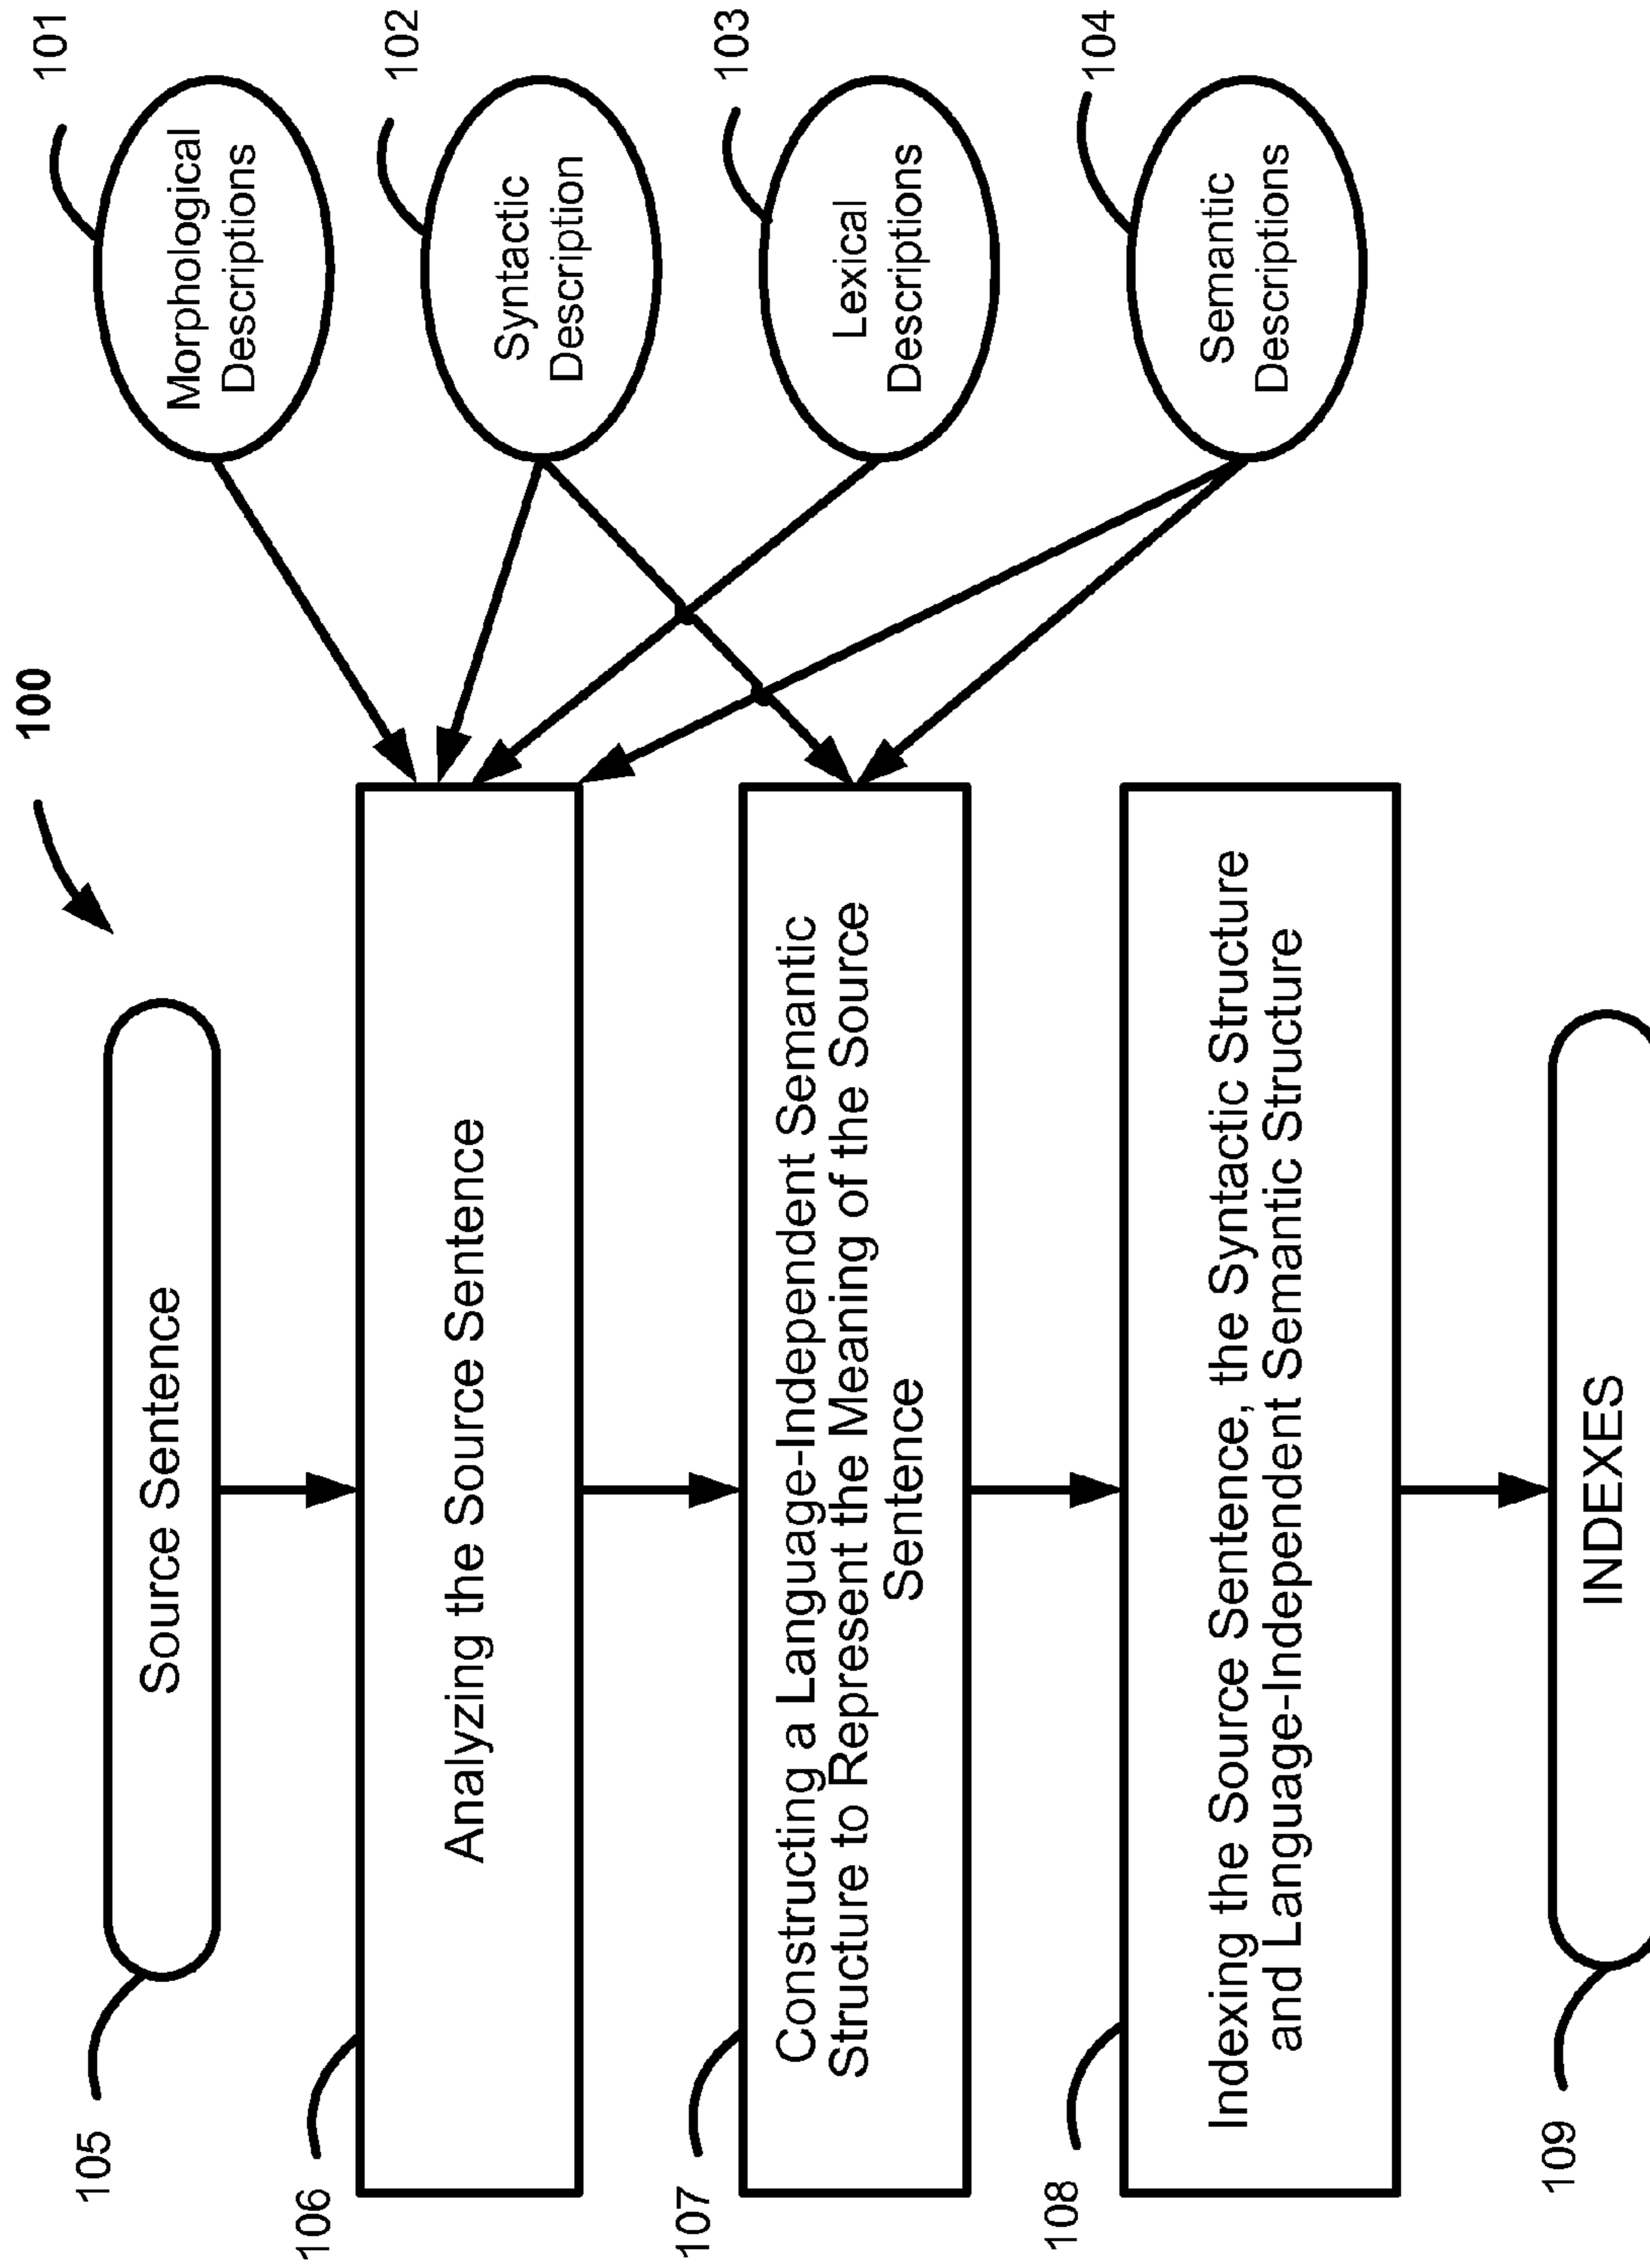 100
105
Source Sentence
106
Analyzing the Source Sentence
107
Constructing a Language-Independent Semantic
Structure to Represent the Meaning of the Source
Sentence
108
Indexing the Source Sentence, the Syntactic Structure
and Language-Independent Semantic Structure
109
INDEXES
101
Morphological
Descriptions
102
Syntactic
Description
103
Lexical
Descriptions
104
Semantic
Descriptions